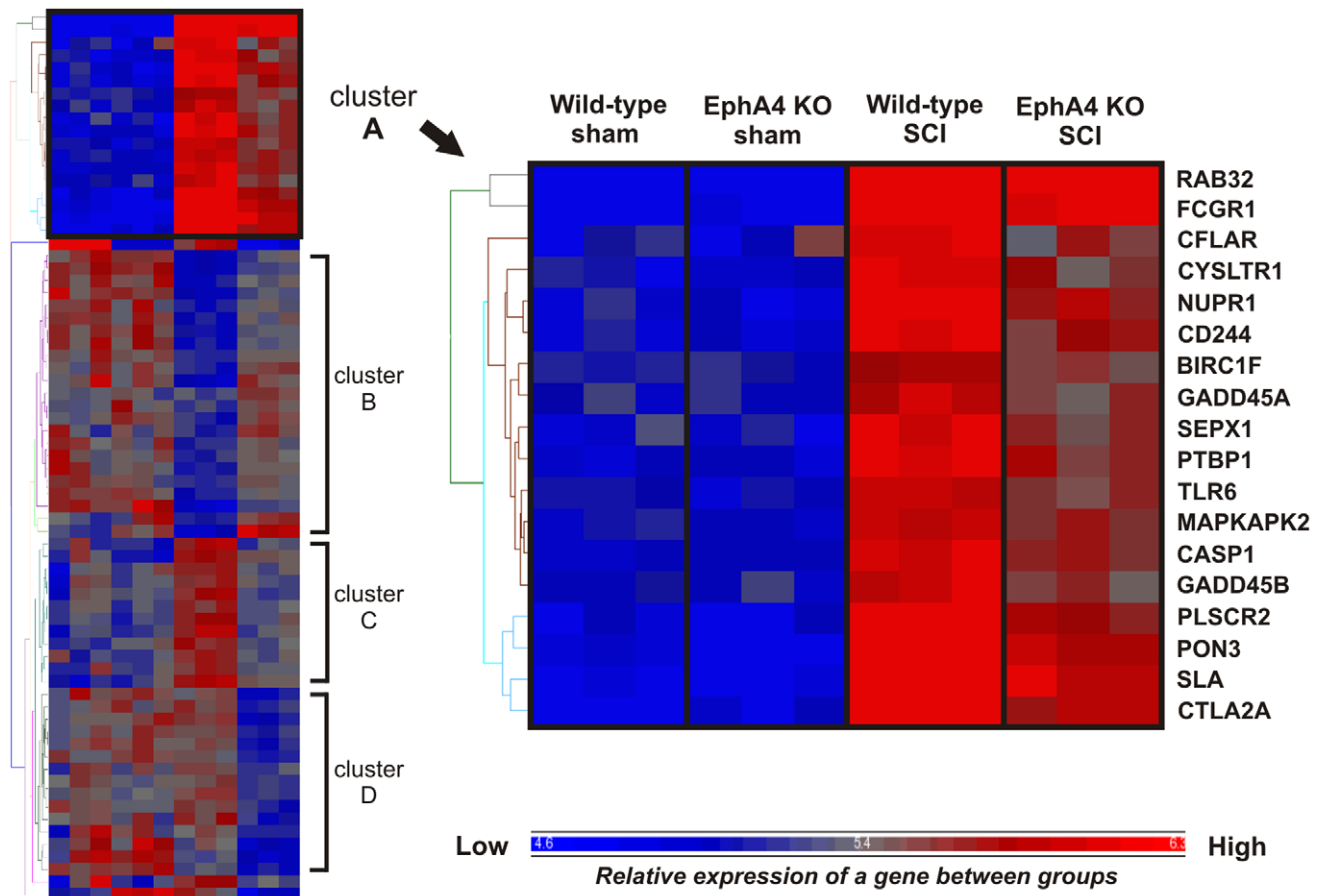 cluster
A
Wild-type
sham
EphA4 KO
sham
Wild-type
SCI
EphA4 KO
SCI
RAB32
FCGR1
CFLAR
CYSLTR1
NUPR1
CD244
BIRC1F
GADD45A
SEPX1
PTBP1
TLR6
MAPKAPK2
CASP1
GADD45B
PLSCR2
PON3
SLA
CTLA2A
cluster
B
cluster
C
cluster
D
Low 4.6 5.4 6.3 High
Relative expression of a gene between groups